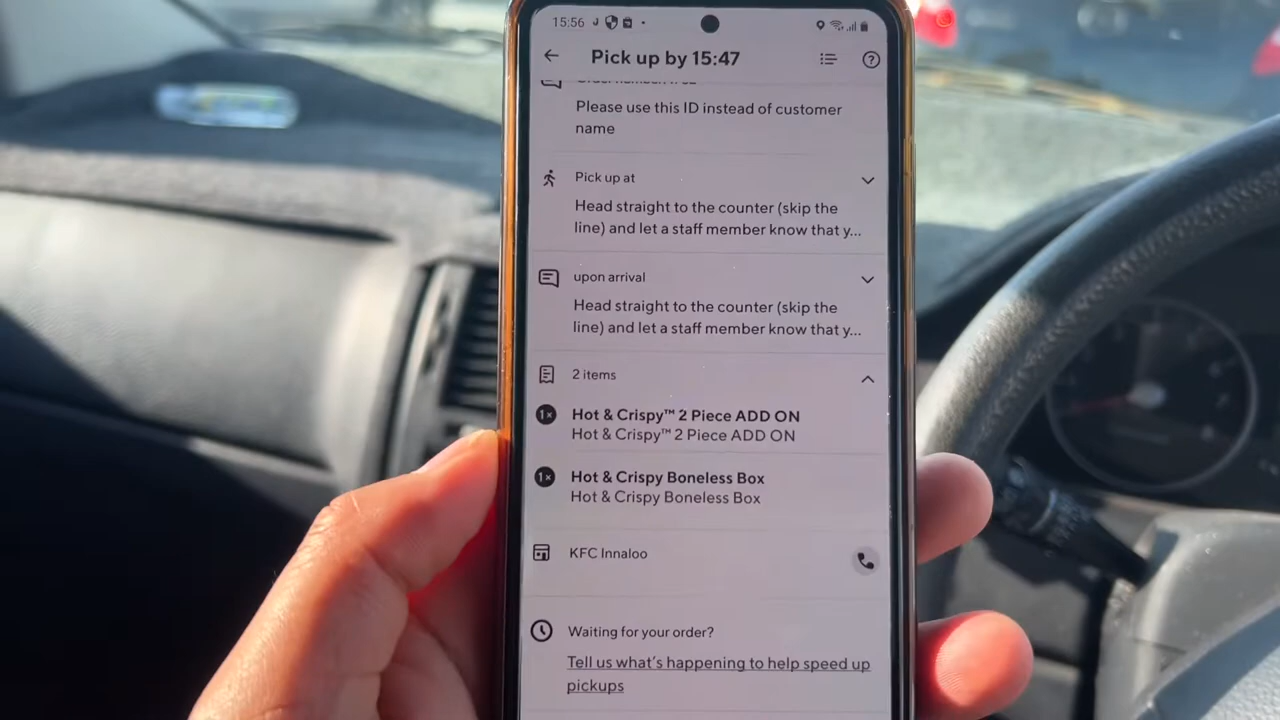 15:56
Pick up by 15:47
Please use this ID instead of customer
name
Pick up at
Head straight to the counter (skip the
line) and let a staff member know that y...
upon arrival
Head straight to the counter (skip the
line) and let a staff member know that y...
2 items
1× Hot & Crispy™ 2 Piece ADD ON
Hot & Crispy™ 2 Piece ADD ON
1× Hot & Crispy Boneless Box
Hot & Crispy Boneless Box
KFC Innaloo
Waiting for your order?
Tell us what's happening to help speed up
pickups